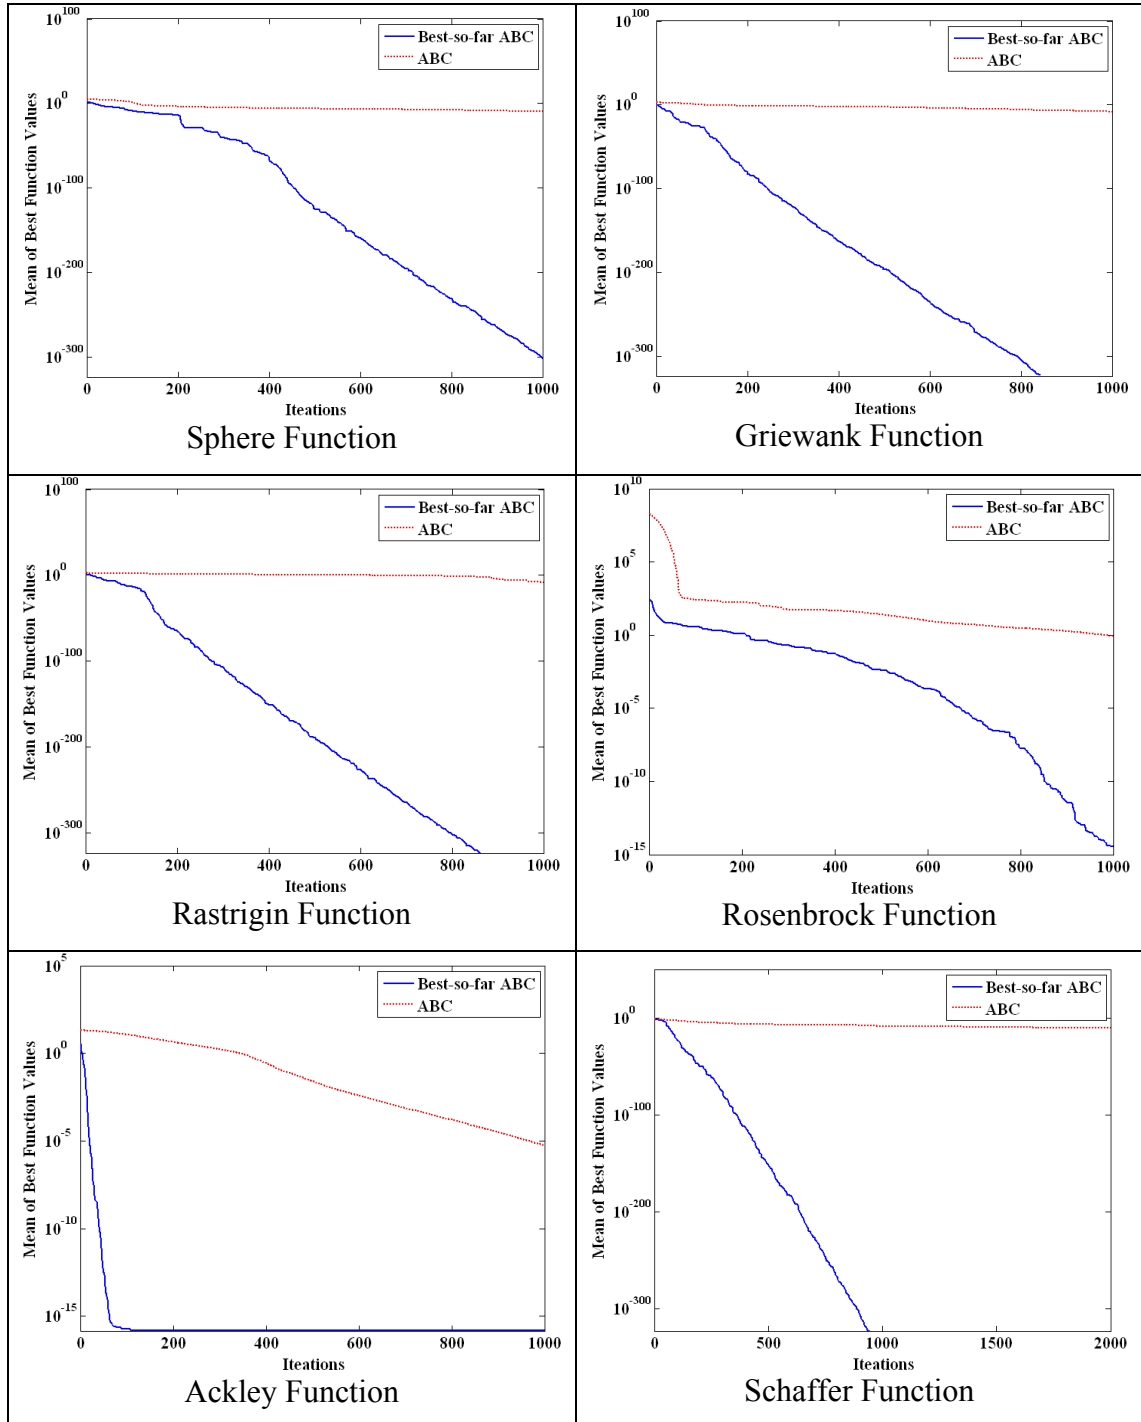 10^100
Best-so-far ABC
ABC
10^0
10^-100
10^-200
10^-300
Mean of Best Function Values
0 200 400 600 800 1000
Iteations
Sphere Function
10^100
Best-so-far ABC
ABC
10^0
10^-100
10^-200
10^-300
Mean of Best Function Values
0 200 400 600 800 1000
Iteations
Griewank Function
10^100
Best-so-far ABC
ABC
10^0
10^-100
10^-200
10^-300
Mean of Best Function Values
0 200 400 600 800 1000
Iteations
Rastrigin Function
10^10
Best-so-far ABC
ABC
10^5
10^0
10^-5
10^-10
10^-15
Mean of Best Function Values
0 200 400 600 800 1000
Iteations
Rosenbrock Function
10^5
Best-so-far ABC
ABC
10^0
10^-5
10^-10
10^-15
Mean of Best Function Values
0 200 400 600 800 1000
Iteations
Ackley Function
Best-so-far ABC
ABC
10^0
10^-100
10^-200
10^-300
Mean of Best Function Values
0 500 1000 1500 2000
Iteations
Schaffer Function